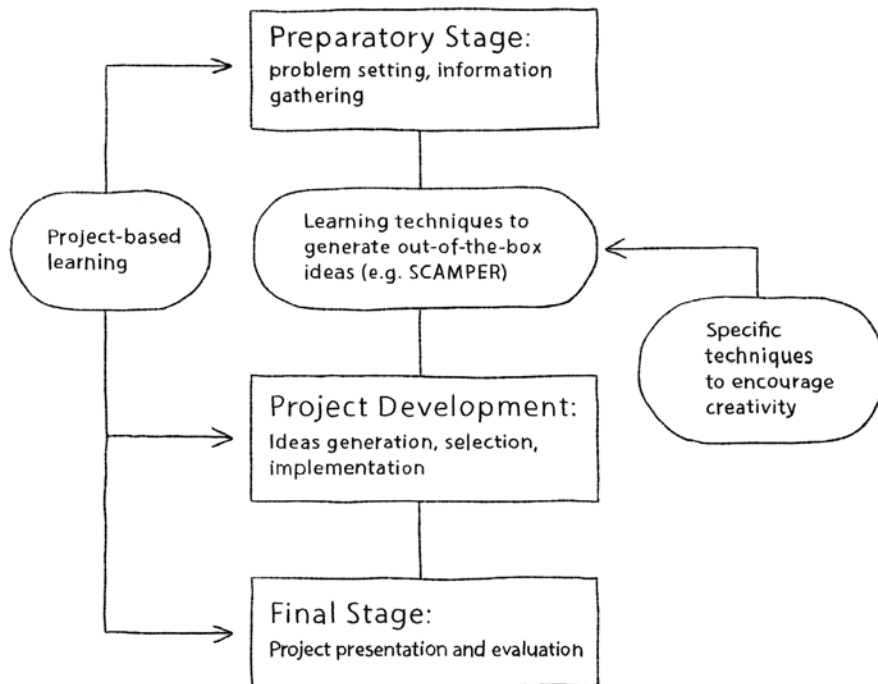 Preparatory Stage:
problem setting, information
gathering
Project-based
learning
Learning techniques to
generate out-of-the-box
ideas (e.g. SCAMPER)
Specific
techniques
to encourage
creativity
Project Development:
Ideas generation, selection,
implementation
Final Stage:
Project presentation and evaluation